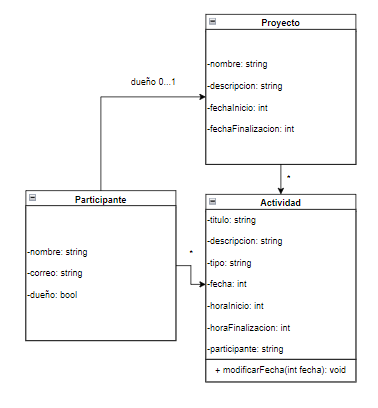 Proyecto
-nombre: string
-descripcion: string
-fechaInicio: int
-fechaFinalizacion: int
dueño 0...1
*
Participante
-nombre: string
-correo: string
-dueño: bool
*
Actividad
-titulo: string
-descripcion: string
-tipo: string
-fecha: int
-horaInicio: int
-horaFinalizacion: int
-participante: string
+ modificarFecha(int fecha): void